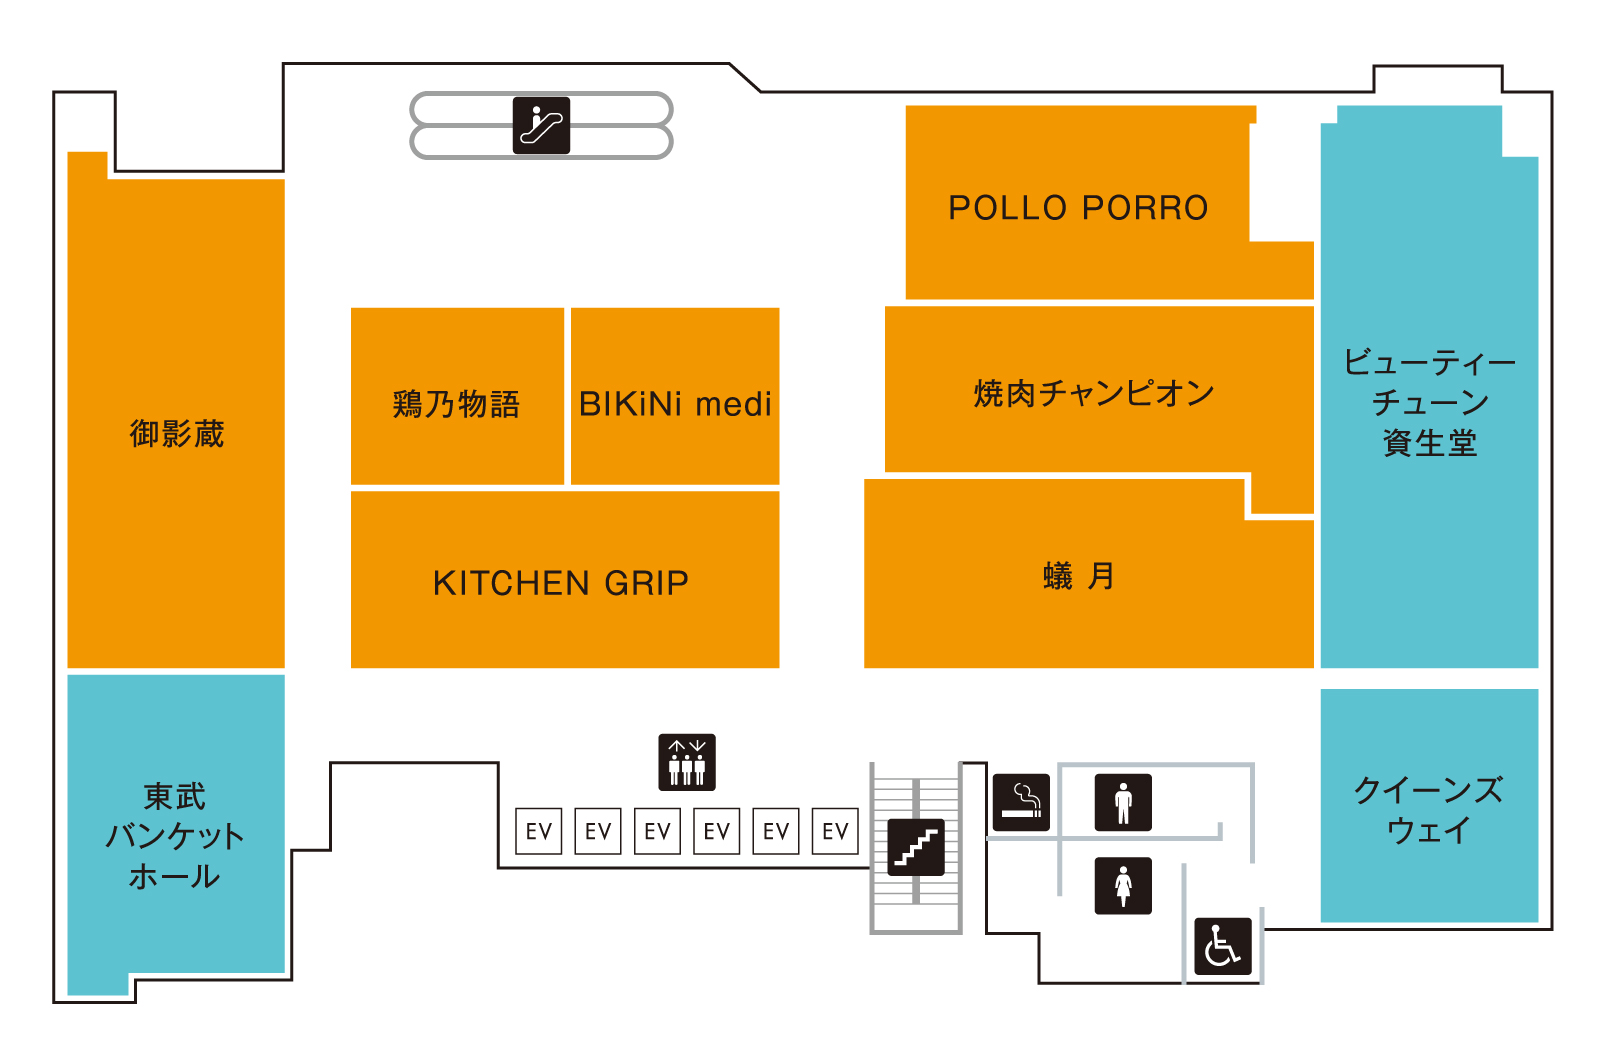 POLLO PORRO
御影蔵
鶏乃物語
BIKiNi medi
焼肉チャンピオン
ビューティー
チューン
資生堂
KITCHEN GRIP
蟻 月
東武
バンケット
ホール
EV
EV
EV
EV
EV
EV
クイーンズ
ウェイ